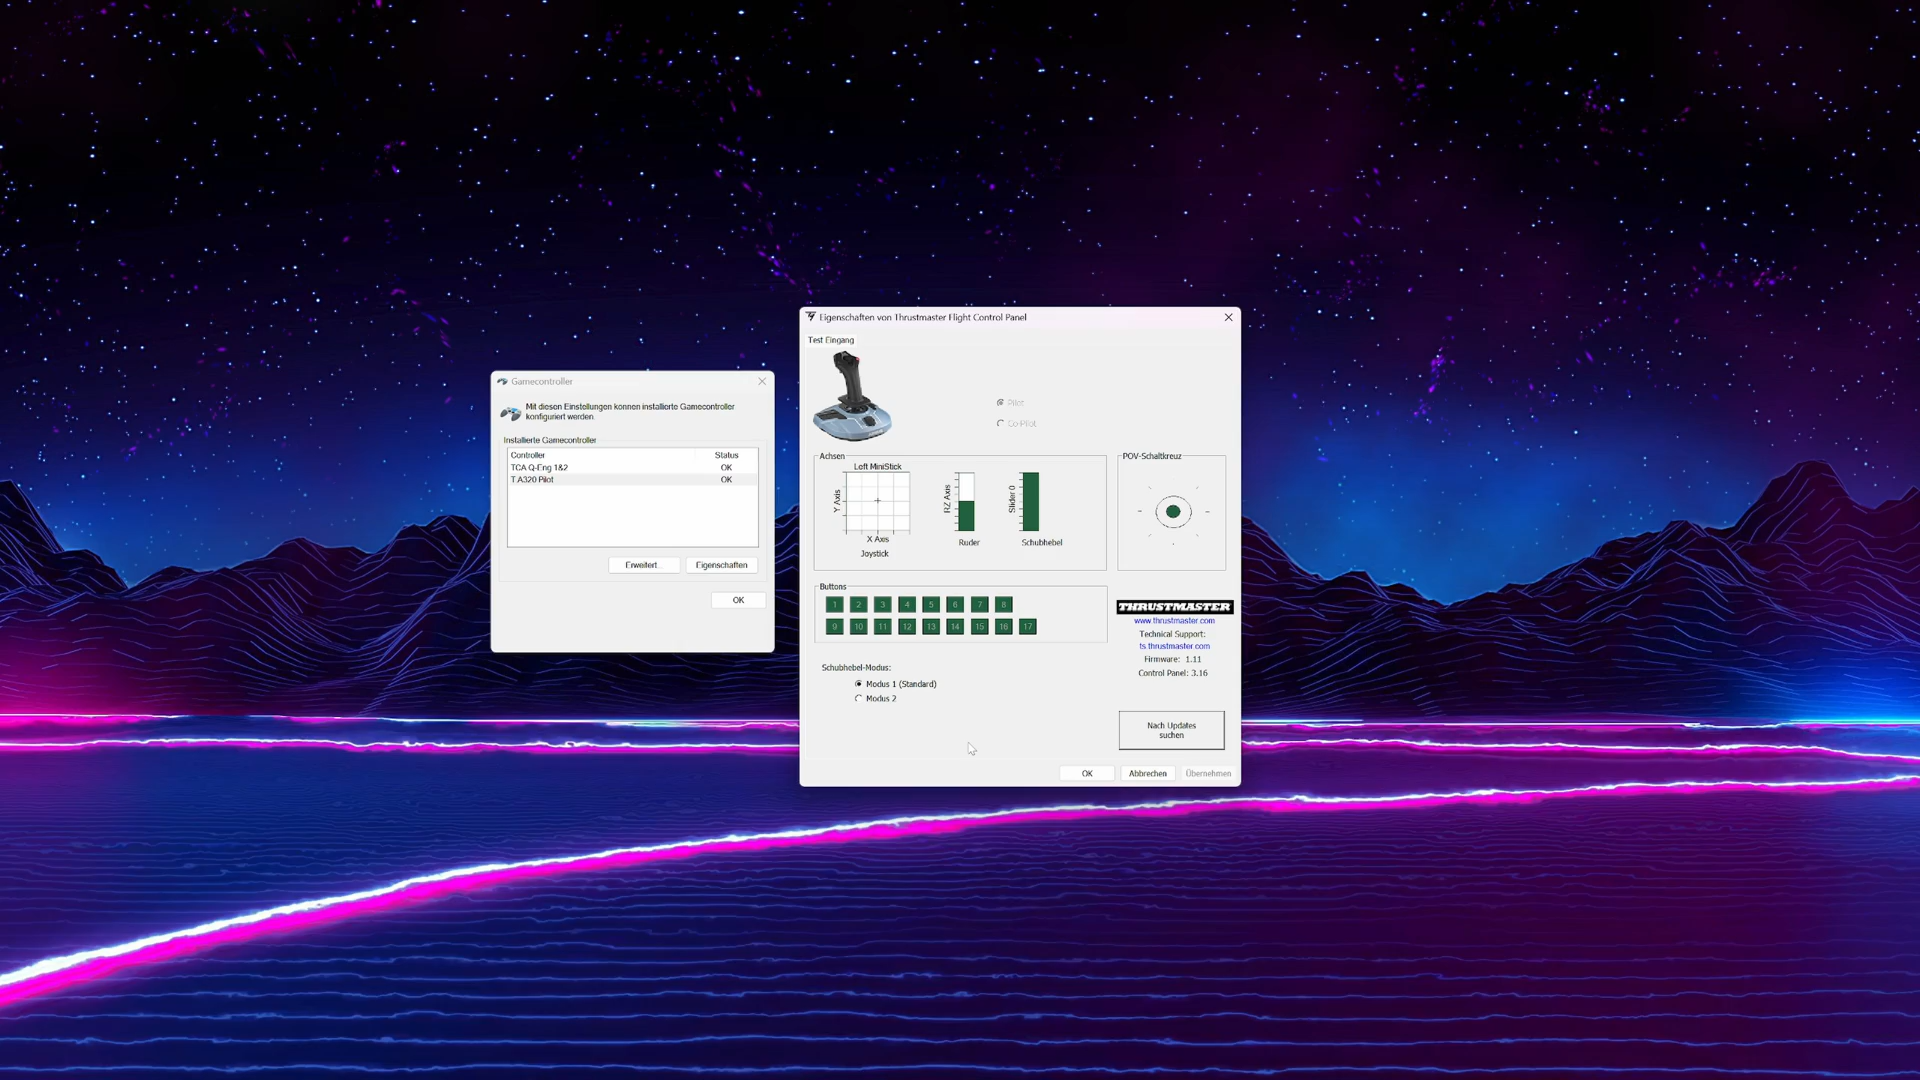 Gamecontroller
Mit diesen Einstellungen konnen installierte Gamecontroller
konfiguriert werden.
Installierte Gamecontroller
Controller Status
TCA Q-Eng 1&2 OK
T.A320 Pilot OK
Erweitert...
Eigenschaften
OK
Eigenschaften von Thrustmaster Flight Control Panel
Test Eingang
Pilot
Co-Pilot
Achsen
Left MiniStick
Y Axis
X Axis
Joystick
RZ Axis
Ruder
Slider 0
Schubhebel
POV-Schaltkreuz
Buttons
1 2 3 4 5 6 7 8
9 10 11 12 13 14 15 16 17
THRUSTMASTER
www.thrustmaster.com
Technical Support:
ts.thrustmaster.com
Firmware: 1.11
Control Panel: 3.16
Schubhebel-Modus:
Modus 1 (Standard)
Modus 2
Nach Updates
suchen
OK
Abbrechen
Übernehmen